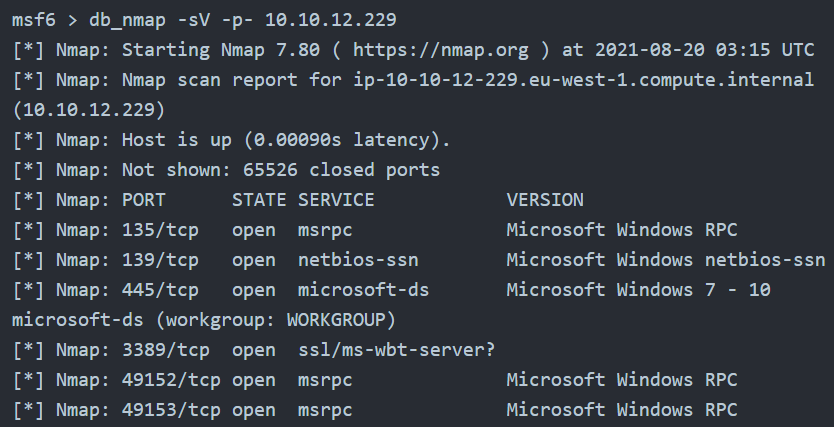 msf6 > db_nmap -sV -p- 10.10.12.229
[*] Nmap: Starting Nmap 7.80 ( https://nmap.org ) at 2021-08-20 03:15 UTC
[*] Nmap: Nmap scan report for ip-10-10-12-229.eu-west-1.compute.internal
(10.10.12.229)
[*] Nmap: Host is up (0.00090s latency).
[*] Nmap: Not shown: 65526 closed ports
[*] Nmap: PORT      STATE SERVICE            VERSION
[*] Nmap: 135/tcp   open  msrpc              Microsoft Windows RPC
[*] Nmap: 139/tcp   open  netbios-ssn        Microsoft Windows netbios-ssn
[*] Nmap: 445/tcp   open  microsoft-ds       Microsoft Windows 7 - 10
microsoft-ds (workgroup: WORKGROUP)
[*] Nmap: 3389/tcp  open  ssl/ms-wbt-server?
[*] Nmap: 49152/tcp open  msrpc              Microsoft Windows RPC
[*] Nmap: 49153/tcp open  msrpc              Microsoft Windows RPC